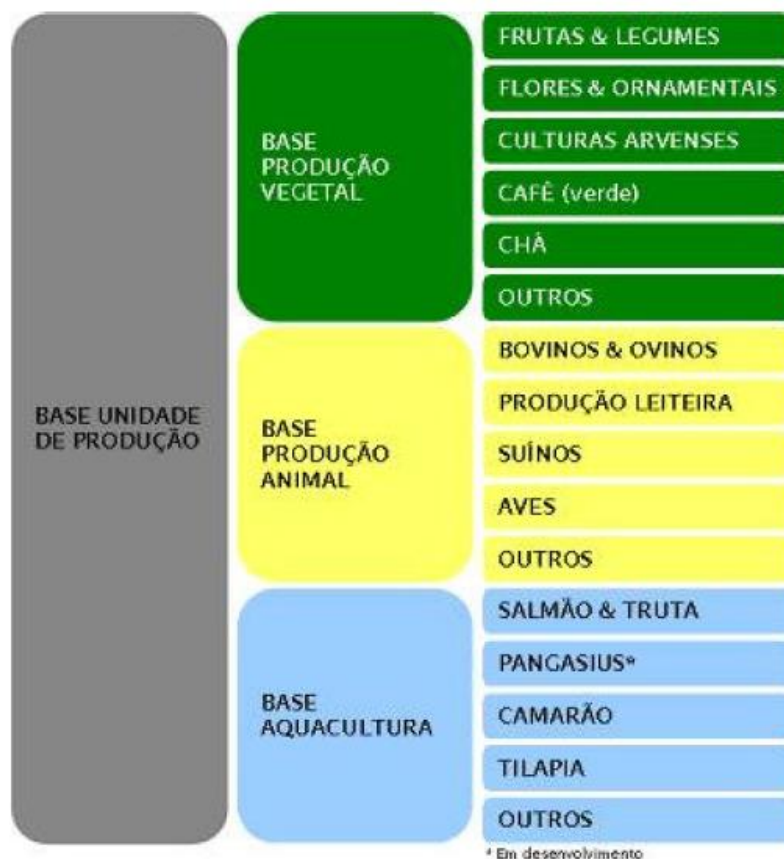 BASE UNIDADE
DE PRODUÇÃO
BASE
PRODUÇÃO
VEGETAL
FRUTAS & LEGUMES
FLORES & ORNAMENTAIS
CULTURAS ARVENSES
CAFÉ (verde)
CHÁ
OUTROS
BASE
PRODUÇÃO
ANIMAL
BOVINOS & OVINOS
PRODUÇÃO LEITEIRA
SUÍNOS
AVES
OUTROS
BASE
AQUACULTURA
SALMÃO & TRUTA
PANGASIUS*
CAMARÃO
TILAPIA
OUTROS
* Em desenvolvimento